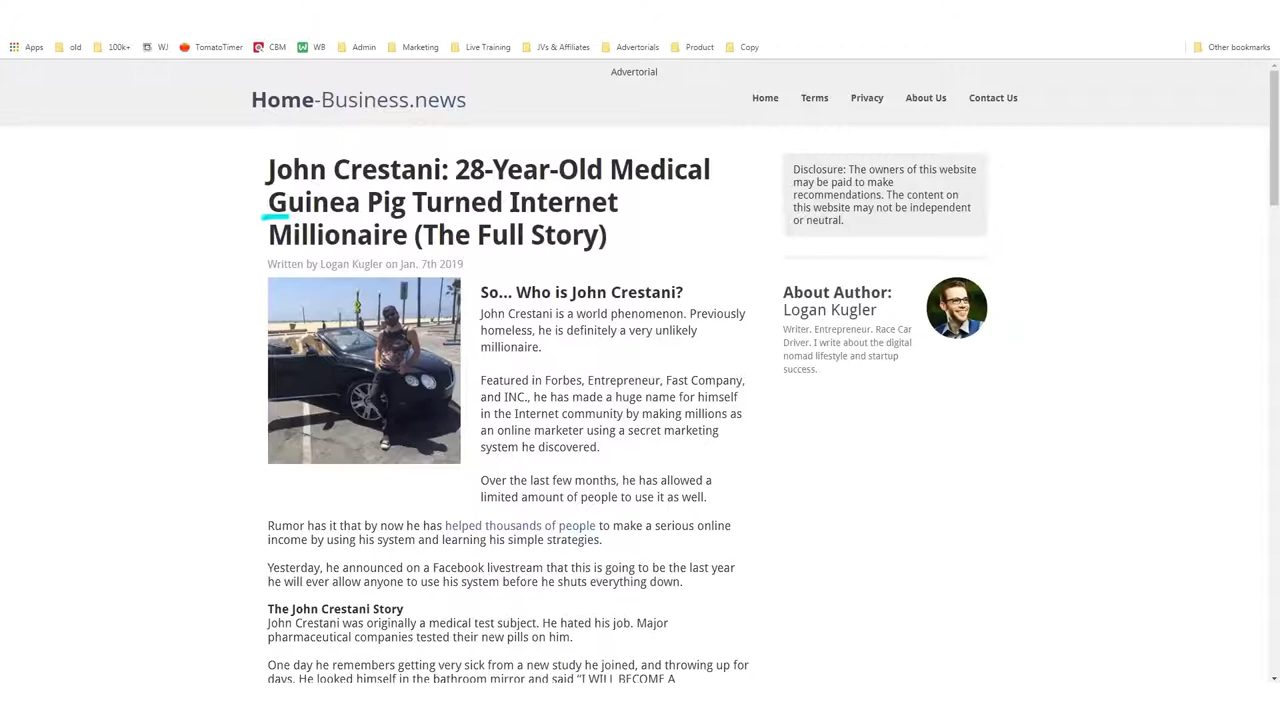 Apps old 100k+ WJ TomatoTimer CBM WB Admin Marketing Live Training JVs & Affiliates Advertorials Product Copy Other bookmarks
Advertorial
Home-Business.news
Home Terms Privacy About Us Contact Us
John Crestani: 28-Year-Old Medical
Guinea Pig Turned Internet
Millionaire (The Full Story)
Written by Logan Kugler on Jan. 7th 2019
So... Who is John Crestani?
John Crestani is a world phenomenon. Previously
homeless, he is definitely a very unlikely
millionaire.
Featured in Forbes, Entrepreneur, Fast Company,
and INC., he has made a huge name for himself
in the Internet community by making millions as
an online marketer using a secret marketing
system he discovered.
Over the last few months, he has allowed a
limited amount of people to use it as well.
Rumor has it that by now he has helped thousands of people to make a serious online
income by using his system and learning his simple strategies.
Yesterday, he announced on a Facebook livestream that this is going to be the last year
he will ever allow anyone to use his system before he shuts everything down.
The John Crestani Story
John Crestani was originally a medical test subject. He hated his job. Major
pharmaceutical companies tested their new pills on him.
One day he remembers getting very sick from a new study he joined, and throwing up for
days. He looked himself in the bathroom mirror and said “I WILL BECOME A
Disclosure: The owners of this website
may be paid to make
recommendations. The content on
this website may not be independent
or neutral.
About Author:
Logan Kugler
Writer. Entrepreneur. Race Car
Driver. I write about the digital
nomad lifestyle and startup
success.